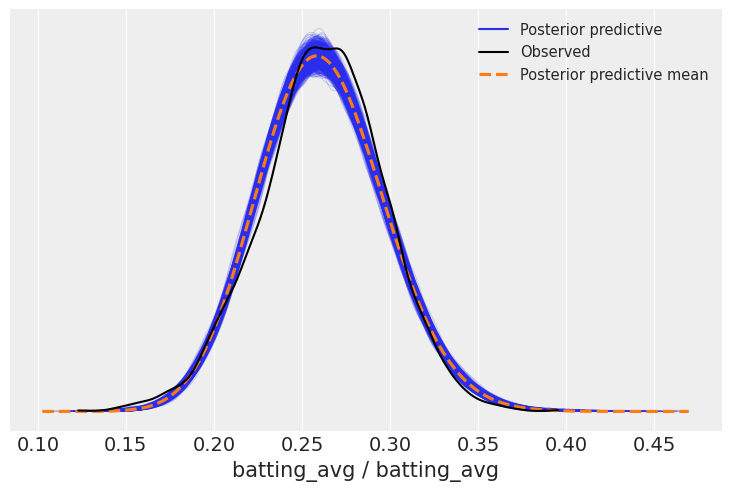 Posterior predictive
Observed
Posterior predictive mean
0.10 0.15 0.20 0.25 0.30 0.35 0.40 0.45
batting_avg / batting_avg